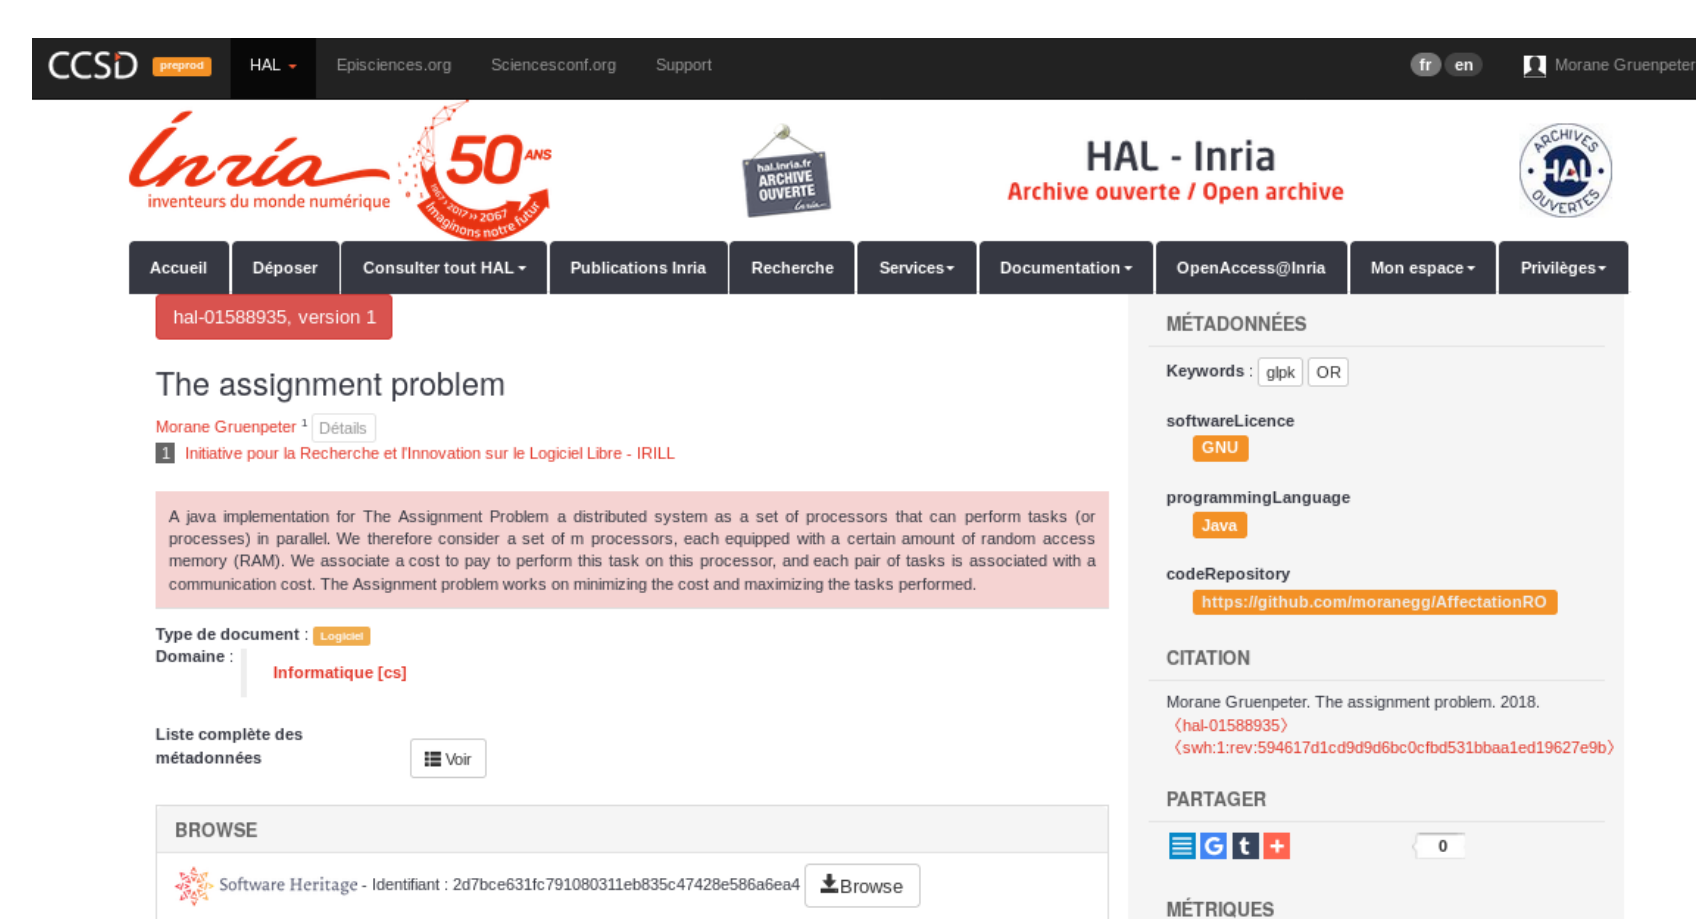 CCSD preprod HAL Episciences.org Sciencesconf.org Support fr en Morane Gruenpeter
Inria
inventeurs du monde numérique
50 ANS
1967 >> 2017 >> 2067
Imaginons notre futur
hal.inria.fr
ARCHIVE
OUVERTE
Inria
HAL - Inria
Archive ouverte / Open archive
ARCHIVES
HAL
OUVERTES
Accueil Déposer Consulter tout HAL Publications Inria Recherche Services Documentation OpenAccess@Inria Mon espace Privilèges
hal-01588935, version 1
The assignment problem
Morane Gruenpeter 1 Détails
1 Initiative pour la Recherche et l'Innovation sur le Logiciel Libre - IRILL
A java implementation for The Assignment Problem a distributed system as a set of processors that can perform tasks (or
processes) in parallel. We therefore consider a set of m processors, each equipped with a certain amount of random access
memory (RAM). We associate a cost to pay to perform this task on this processor, and each pair of tasks is associated with a
communication cost. The Assignment problem works on minimizing the cost and maximizing the tasks performed.
Type de document : Logiciel
Domaine :
Informatique [cs]
Liste complète des
métadonnées
Voir
BROWSE
Software Heritage - Identifiant : 2d7bce631fc791080311eb835c47428e586a6ea4 Browse
MÉTADONNÉES
Keywords : glpk OR
softwareLicence
GNU
programmingLanguage
Java
codeRepository
https://github.com/moranegg/AffectationRO
CITATION
Morane Gruenpeter. The assignment problem. 2018.
〈hal-01588935〉
〈swh:1:rev:594617d1cd9d9d6bc0cfbd531bbaa1ed19627e9b〉
PARTAGER
G t + 0
MÉTRIQUES